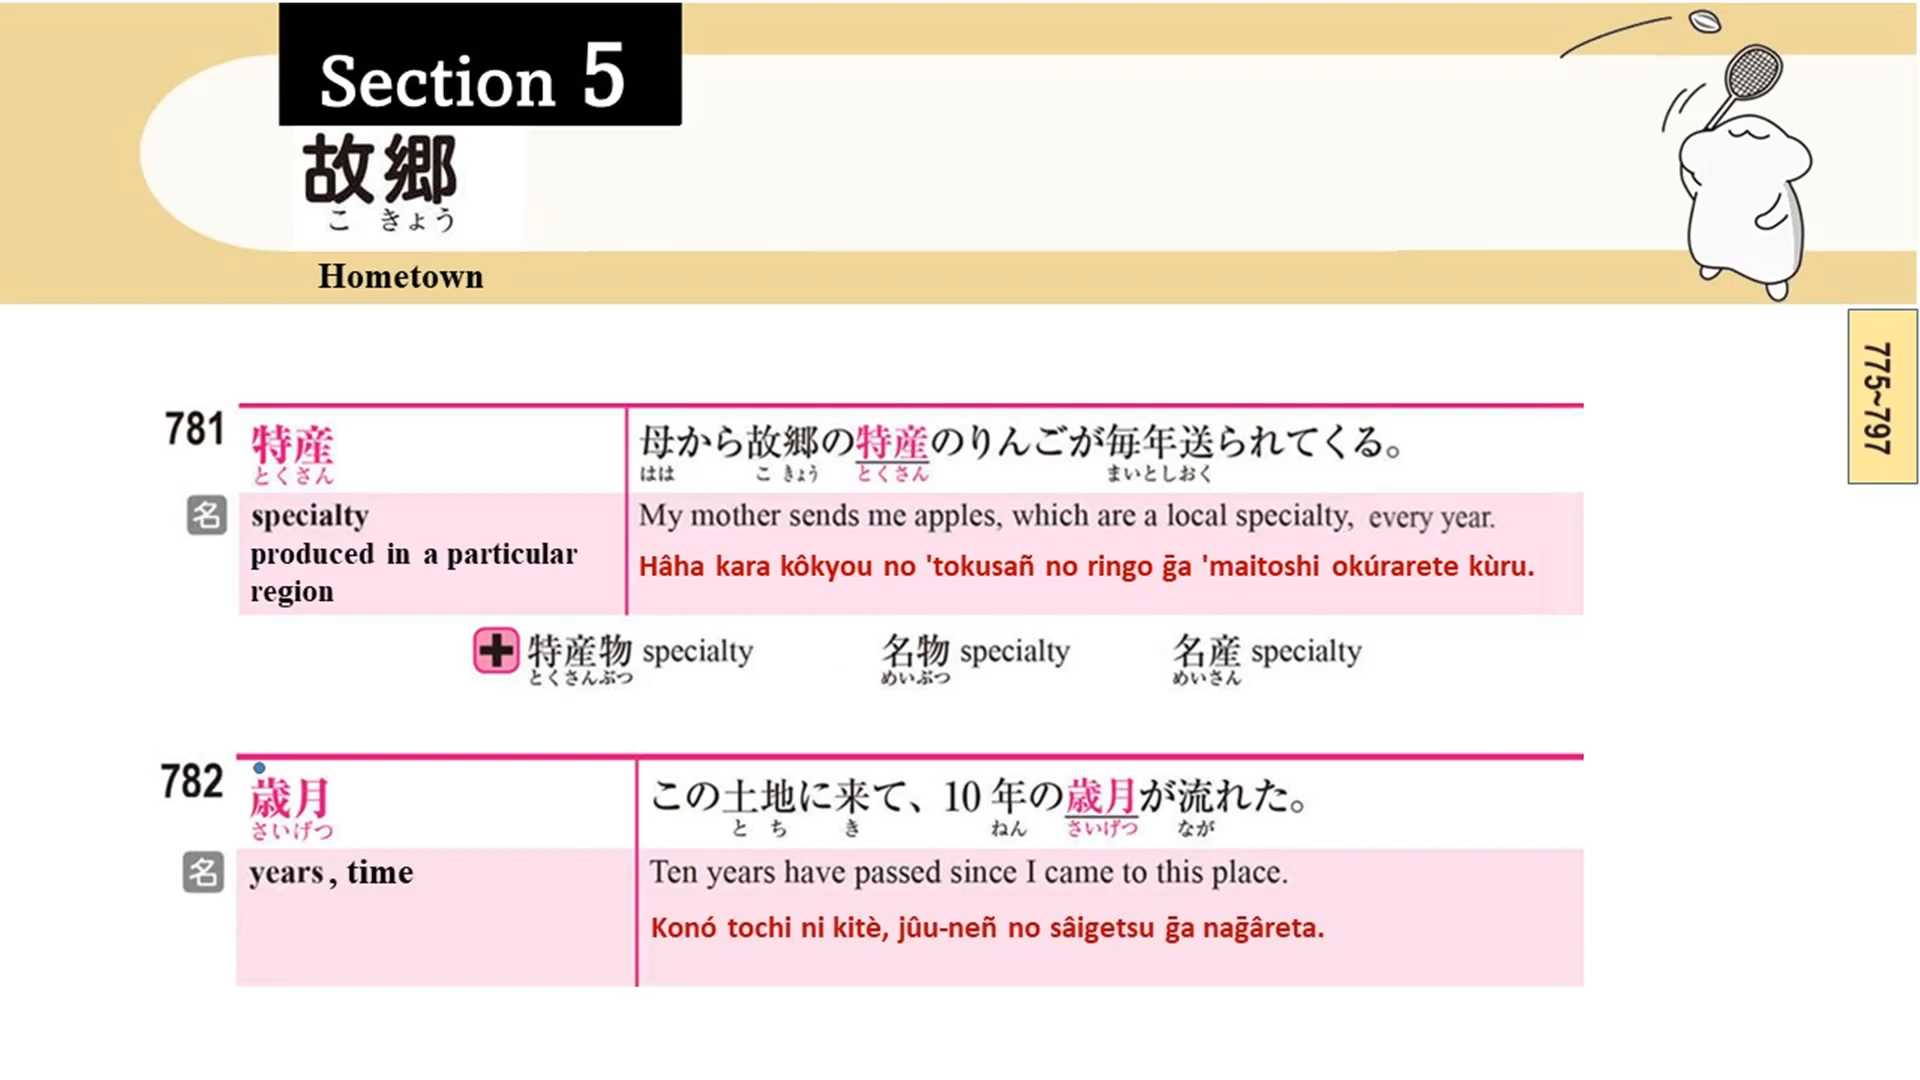 Section 5
故郷
こ きょう
Hometown
775~797
781
特産
とくさん
母から故郷の特産のりんごが毎年送られてくる。
はは こ きょう とくさん まいとしおく
名
specialty
produced in a particular
region
My mother sends me apples, which are a local specialty, every year.
Hâha kara kôkyou no 'tokusañ no ringo ḡa 'maitoshi okúrarete kùru.
特産物 specialty 名物 specialty 名産 specialty
とくさんぶつ めいぶつ めいさん
782
歳月
さいげつ
この土地に来て、10 年の歳月が流れた。
と ち き ねん さいげつ なが
名
years, time
Ten years have passed since I came to this place.
Konó tochi ni kitè, jûu-neñ no sâigetsu ḡa naḡâreta.